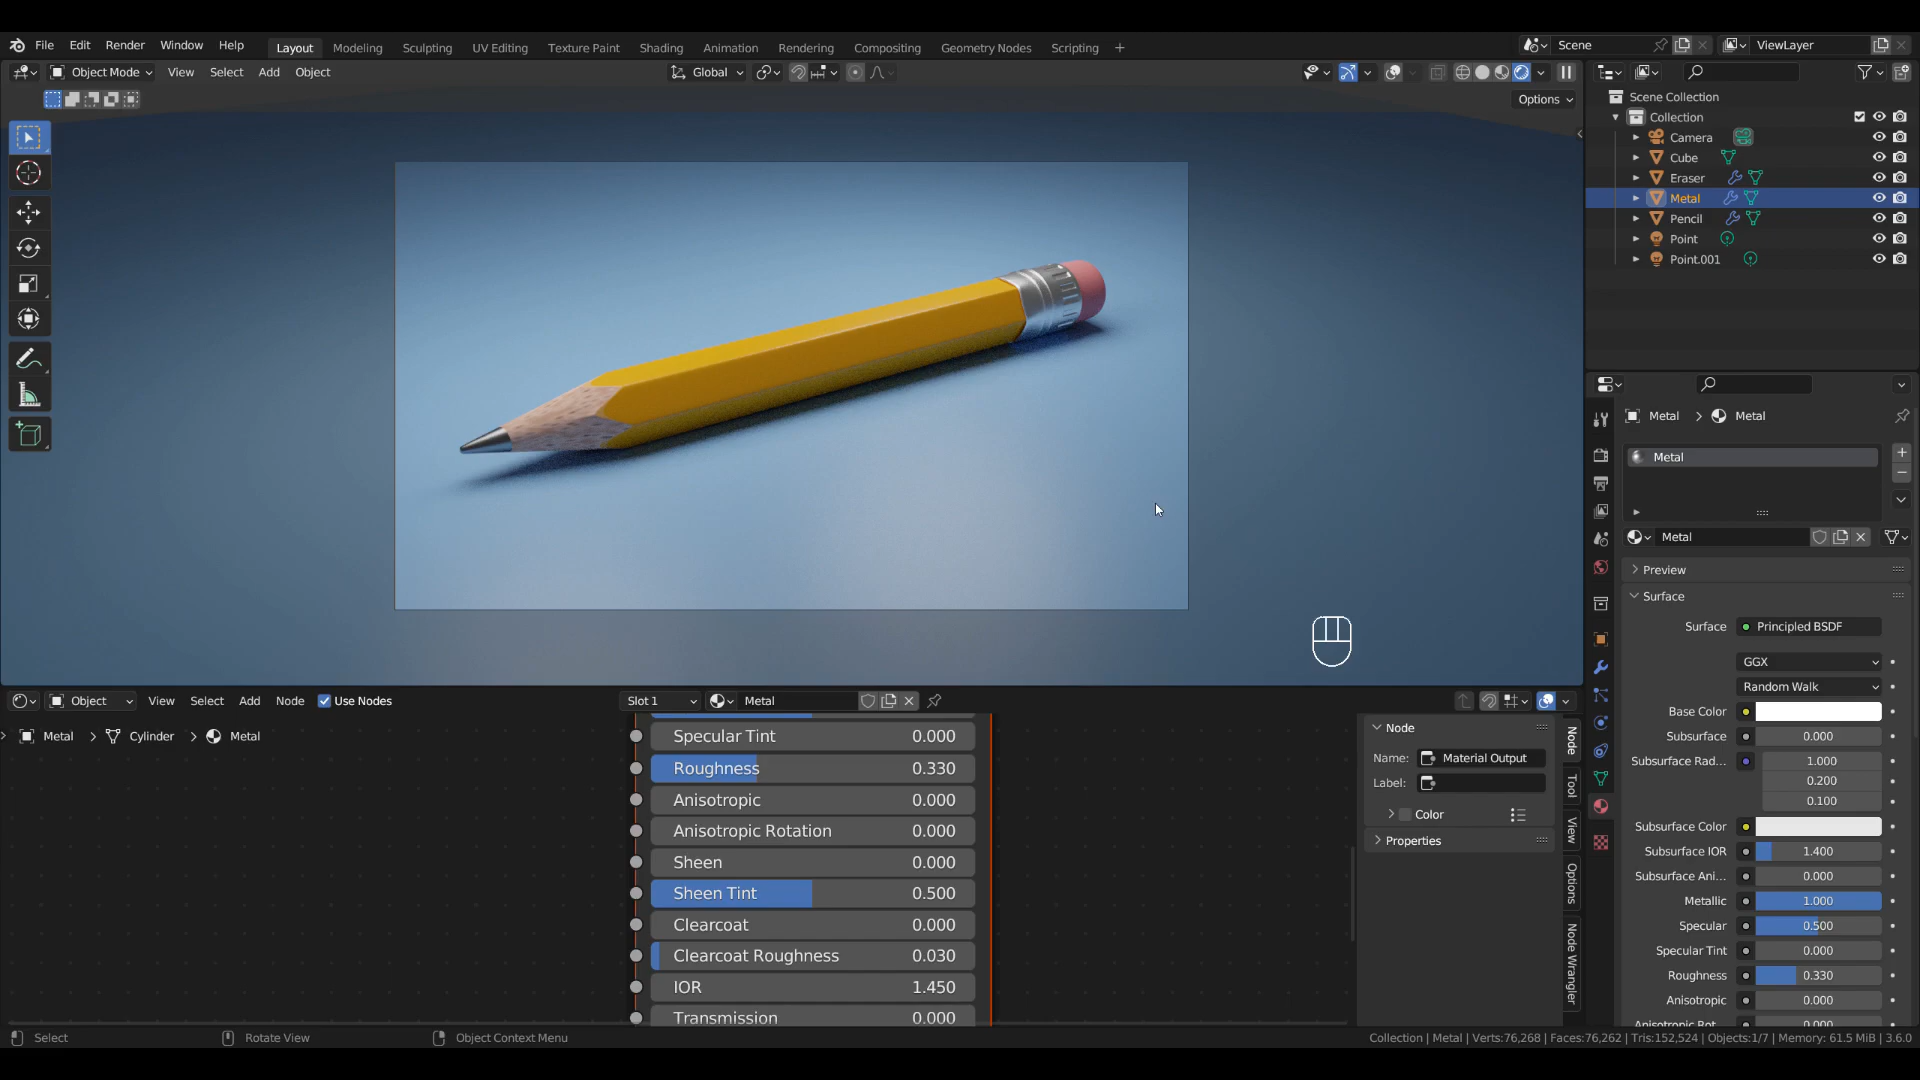 File Edit Render Window Help Layout Modeling Sculpting UV Editing Texture Paint Shading Animation Rendering Compositing Geometry Nodes Scripting + Scene ViewLayer
Object Mode View Select Add Object Global
Options
Scene Collection
Collection
Camera
Cube
Eraser
Metal
Pencil
Point
Point.001
Metal > Metal
Metal
Metal
Preview
Surface
Surface Principled BSDF
GGX
Random Walk
Base Color
Subsurface 0.000
Subsurface Rad... 1.000
0.200
0.100
Subsurface Color
Subsurface IOR 1.400
Subsurface Ani... 0.000
Metallic 1.000
Specular 0.500
Specular Tint 0.000
Roughness 0.330
Anisotropic 0.000
Anisotropic Rot... 0.000
Object View Select Add Node Use Nodes Slot 1 Metal
Metal > Cylinder > Metal
Specular Tint 0.000
Roughness 0.330
Anisotropic 0.000
Anisotropic Rotation 0.000
Sheen 0.000
Sheen Tint 0.500
Clearcoat 0.000
Clearcoat Roughness 0.030
IOR 1.450
Transmission 0.000
Node
Name: Material Output
Label:
Color
Properties
Node
Tool
View
Options
Node Wrangler
Select Rotate View Object Context Menu Collection | Metal | Verts:76,268 | Faces:76,262 | Tris:152,524 | Objects:1/7 | Memory: 61.5 MiB | 3.6.0